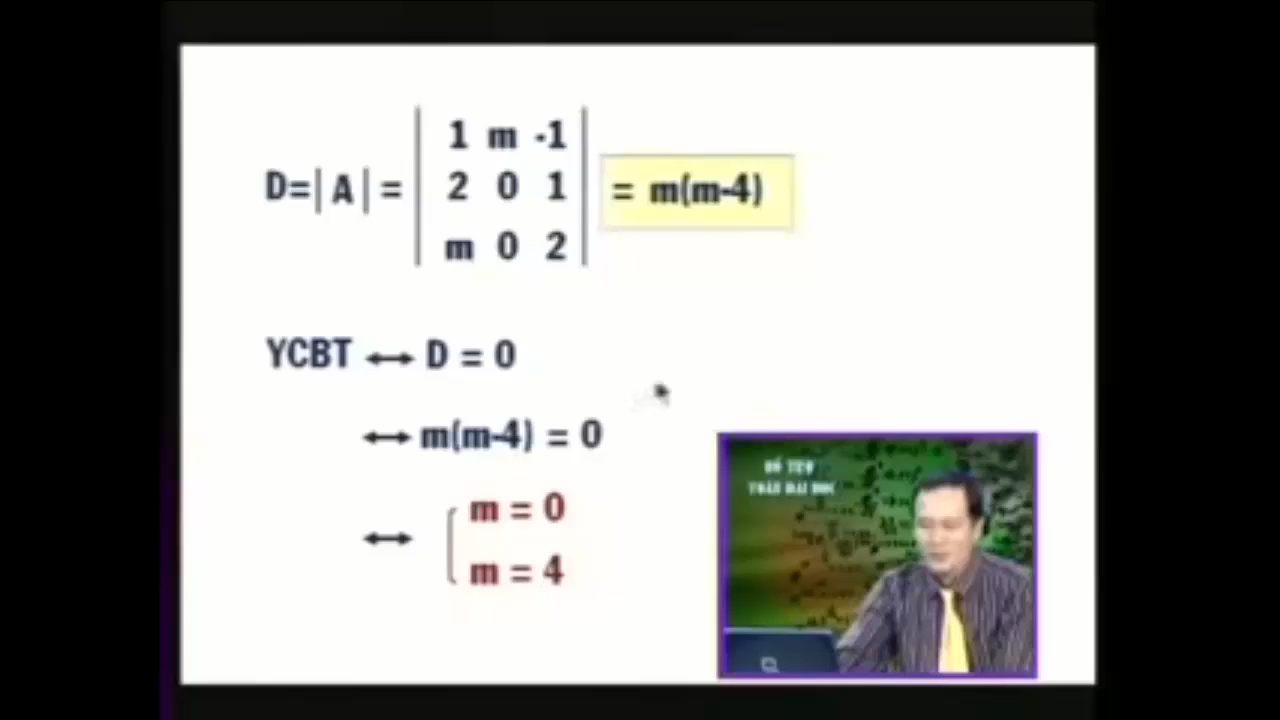 D=| A | = | 1 m -1 |
| 2 0 1 | = m(m-4)
| m 0 2 |
YCBT ↔ D = 0
↔ m(m-4) = 0
↔ [ m = 0
m = 4